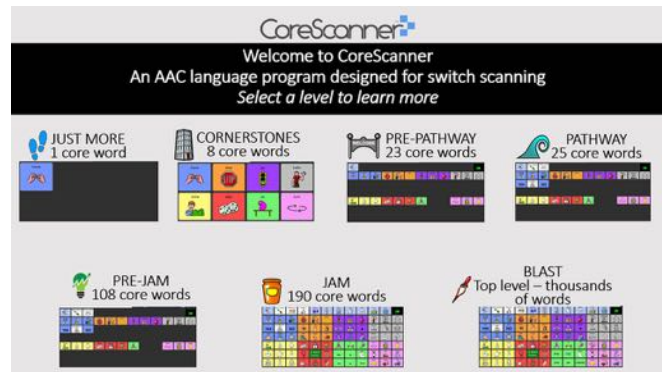 CoreScanner
Welcome to CoreScanner
An AAC language program designed for switch scanning
Select a level to learn more
JUST MORE
1 core word
CORNERSTONES
8 core words
PRE-PATHWAY
23 core words
PATHWAY
25 core words
PRE-JAM
108 core words
JAM
190 core words
BLAST
Top level – thousands
of words